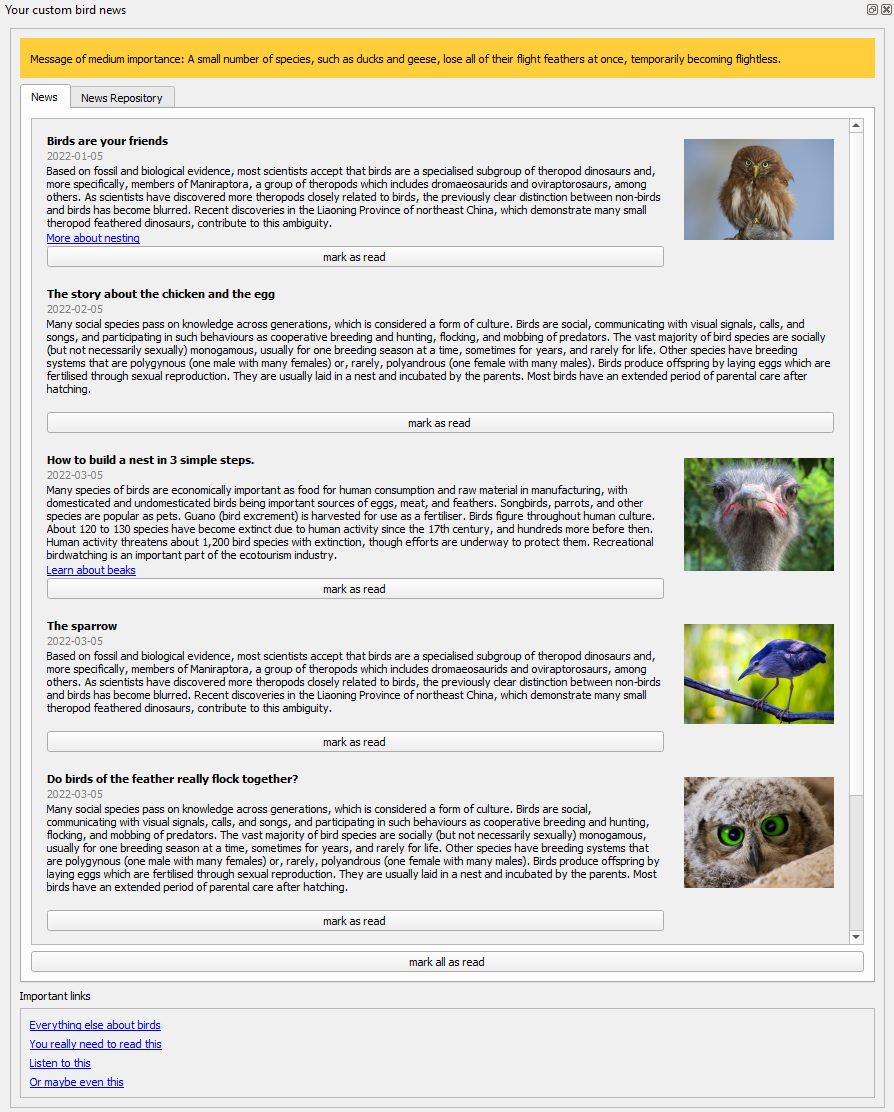 Your custom bird news
Message of medium importance: A small number of species, such as ducks and geese, lose all of their flight feathers at once, temporarily becoming flightless.
News
News Repository
Birds are your friends
2022-01-05
Based on fossil and biological evidence, most scientists accept that birds are a specialised subgroup of theropod dinosaurs and,
more specifically, members of Maniraptora, a group of theropods which includes dromaeosaurids and oviraptorosaurs, among
others. As scientists have discovered more theropods closely related to birds, the previously clear distinction between non-birds
and birds has become blurred. Recent discoveries in the Liaoning Province of northeast China, which demonstrate many small
theropod feathered dinosaurs, contribute to this ambiguity.
More about nesting
mark as read
The story about the chicken and the egg
2022-02-05
Many social species pass on knowledge across generations, which is considered a form of culture. Birds are social, communicating with visual signals, calls, and
songs, and participating in such behaviours as cooperative breeding and hunting, flocking, and mobbing of predators. The vast majority of bird species are socially
(but not necessarily sexually) monogamous, usually for one breeding season at a time, sometimes for years, and rarely for life. Other species have breeding
systems that are polygynous (one male with many females) or, rarely, polyandrous (one female with many males). Birds produce offspring by laying eggs which are
fertilised through sexual reproduction. They are usually laid in a nest and incubated by the parents. Most birds have an extended period of parental care after
hatching.
mark as read
How to build a nest in 3 simple steps.
2022-03-05
Many species of birds are economically important as food for human consumption and raw material in manufacturing, with
domesticated and undomesticated birds being important sources of eggs, meat, and feathers. Songbirds, parrots, and other
species are popular as pets. Guano (bird excrement) is harvested for use as a fertiliser. Birds figure throughout human culture.
About 120 to 130 species have become extinct due to human activity since the 17th century, and hundreds more before then.
Human activity threatens about 1,200 bird species with extinction, though efforts are underway to protect them. Recreational
birdwatching is an important part of the ecotourism industry.
Learn about beaks
mark as read
The sparrow
2022-03-05
Based on fossil and biological evidence, most scientists accept that birds are a specialised subgroup of theropod dinosaurs and,
more specifically, members of Maniraptora, a group of theropods which includes dromaeosaurids and oviraptorosaurs, among
others. As scientists have discovered more theropods closely related to birds, the previously clear distinction between non-birds
and birds has become blurred. Recent discoveries in the Liaoning Province of northeast China, which demonstrate many small
theropod feathered dinosaurs, contribute to this ambiguity.
mark as read
Do birds of the feather really flock together?
2022-03-05
Many social species pass on knowledge across generations, which is considered a form of culture. Birds are social,
communicating with visual signals, calls, and songs, and participating in such behaviours as cooperative breeding and hunting,
flocking, and mobbing of predators. The vast majority of bird species are socially (but not necessarily sexually) monogamous,
usually for one breeding season at a time, sometimes for years, and rarely for life. Other species have breeding systems that
are polygynous (one male with many females) or, rarely, polyandrous (one female with many males). Birds produce offspring by
laying eggs which are fertilised through sexual reproduction. They are usually laid in a nest and incubated by the parents. Most
birds have an extended period of parental care after hatching.
mark as read
mark all as read
Important links
Everything else about birds
You really need to read this
Listen to this
Or maybe even this